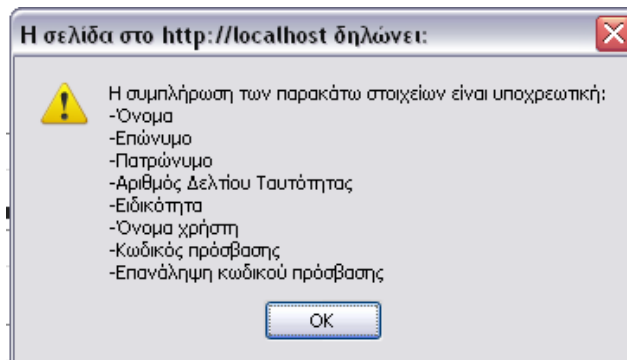 Η σελίδα στο http://localhost δηλώνει:
Η συμπλήρωση των παρακάτω στοιχείων είναι υποχρεωτική:
-Όνομα
-Επώνυμο
-Πατρώνυμο
-Αριθμός Δελτίου Ταυτότητας
-Ειδικότητα
-Όνομα χρήστη
-Κωδικός πρόσβασης
-Επανάληψη κωδικού πρόσβασης
OK